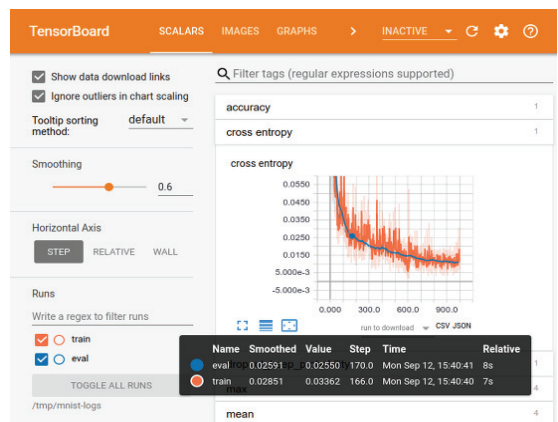 TensorBoard SCALARS IMAGES GRAPHS INACTIVE
Show data download links
Ignore outliers in chart scaling
Tooltip sorting method: default
Smoothing
0.6
Horizontal Axis
STEP RELATIVE WALL
Runs
Write a regex to filter runs
train
eval
TOGGLE ALL RUNS
/tmp/mnist-logs
Filter tags (regular expressions supported)
accuracy 1
cross entropy 1
cross entropy
0.0550
0.0450
0.0350
0.0250
0.0150
5.000e-3
-5.000e-3
0.000 300.0 600.0 900.0
run to download CSV JSON
Name Smoothed Value Step Time Relative
eval 0.02591 0.02550 170.0 Mon Sep 12, 15:40:41 8s
train 0.02851 0.03362 166.0 Mon Sep 12, 15:40:40 7s
max 4
mean 4